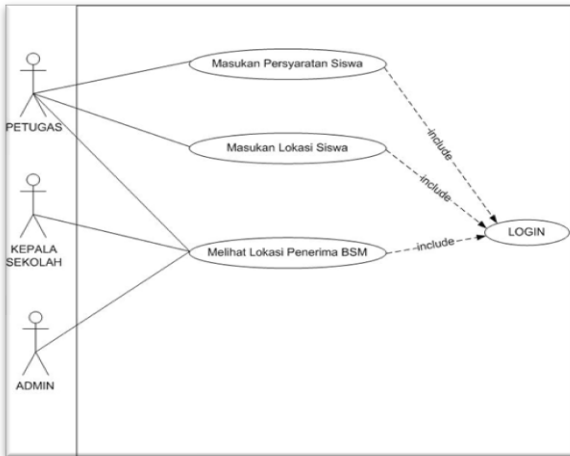 Masukan Persyaratan Siswa
PETUGAS
include
Masukan Lokasi Siswa
include
LOGIN
KEPALA
SEKOLAH
Melihat Lokasi Penerima BSM
include
ADMIN